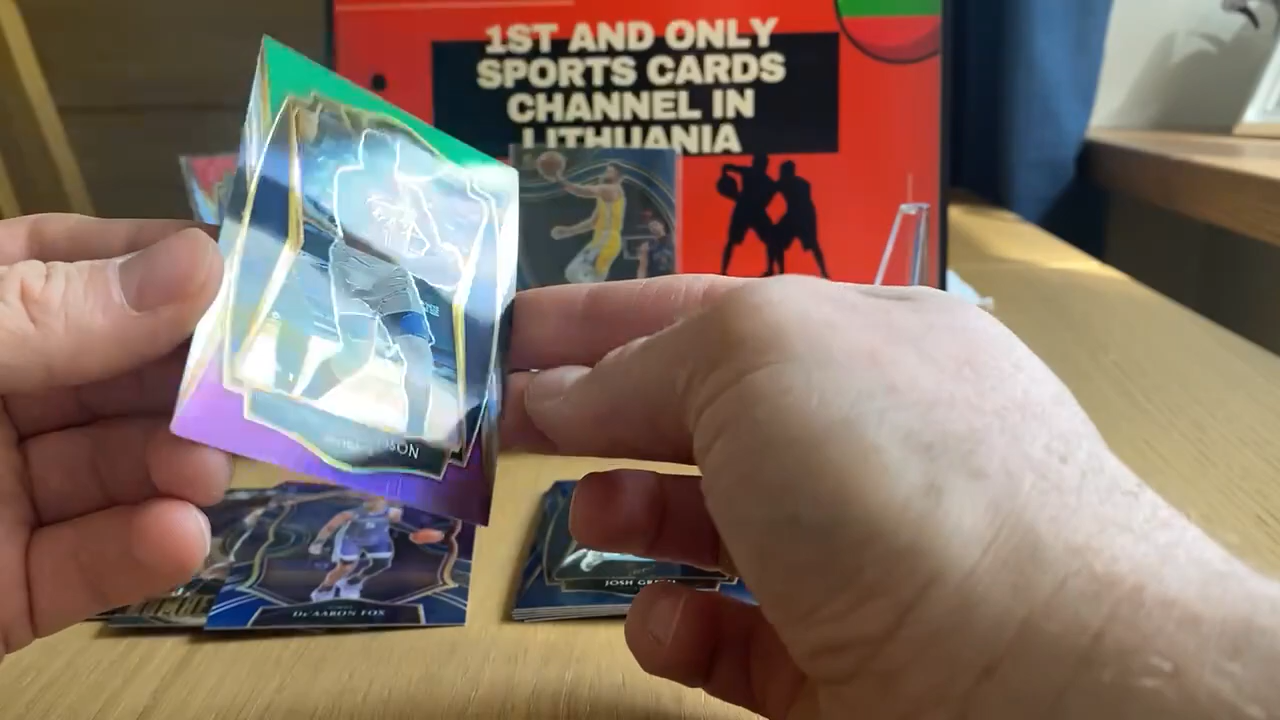 1ST AND ONLY
SPORTS CARDS
CHANNEL IN
LITHUANIA
DE'AARON FOX
JOSH GREEN